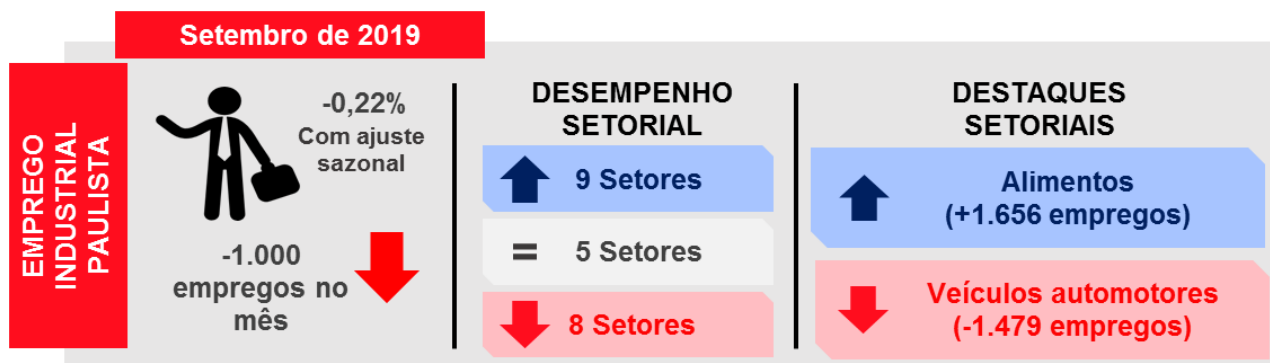 Setembro de 2019
EMPREGO
INDUSTRIAL
PAULISTA
-0,22%
Com ajuste
sazonal
-1.000
empregos no
mês
DESEMPENHO
SETORIAL
9 Setores
= 5 Setores
8 Setores
DESTAQUES
SETORIAIS
Alimentos
(+1.656 empregos)
Veículos automotores
(-1.479 empregos)